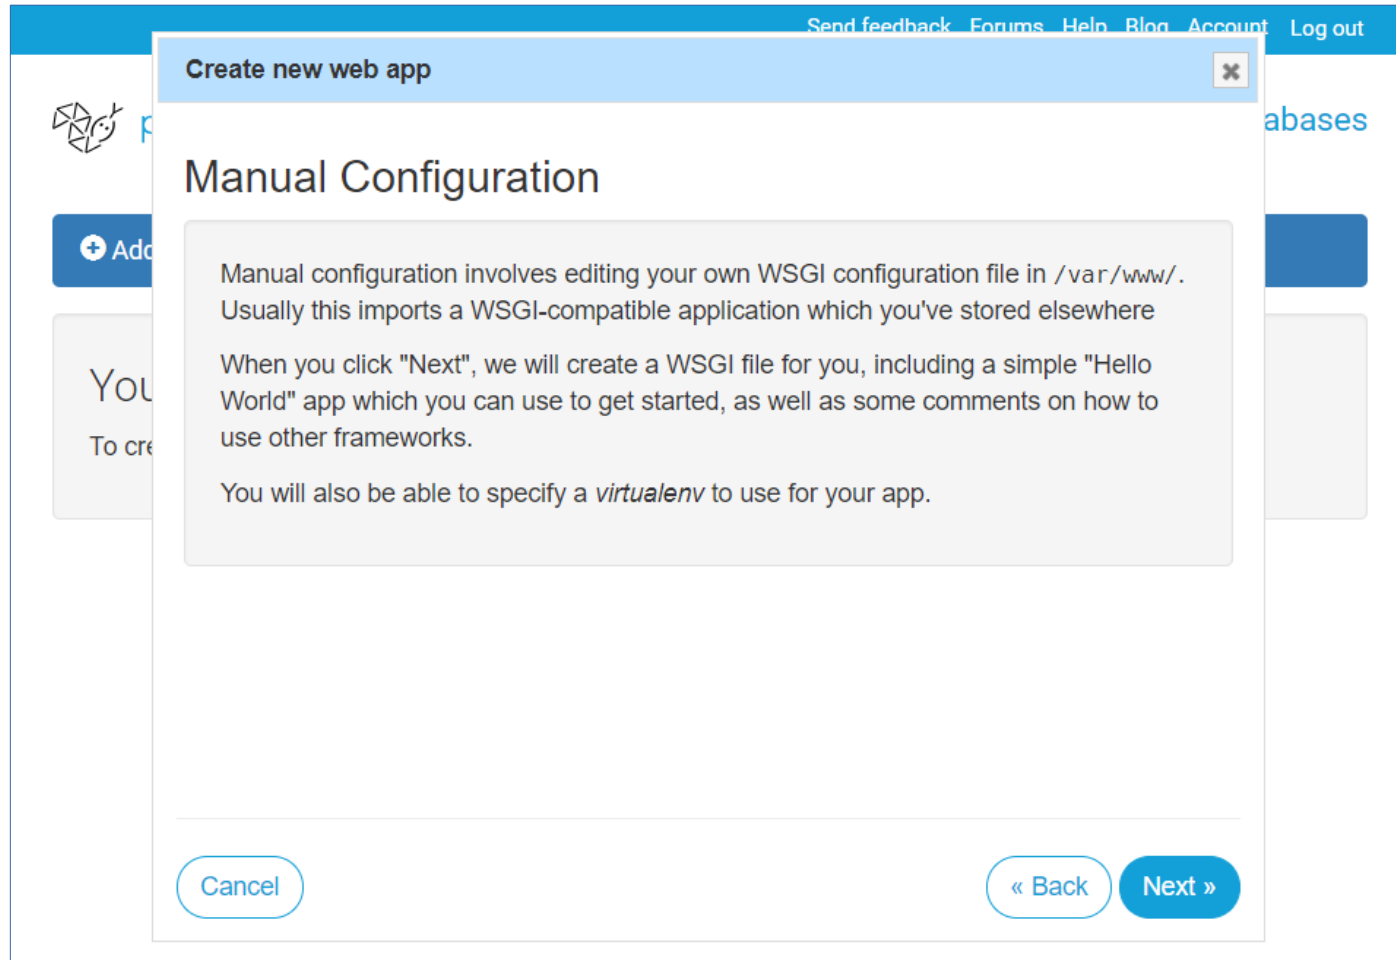 Send feedback Forums Help Blog Account Log out
Create new web app
abases
Manual Configuration
Manual configuration involves editing your own WSGI configuration file in /var/www/.
Usually this imports a WSGI-compatible application which you've stored elsewhere
When you click "Next", we will create a WSGI file for you, including a simple "Hello
World" app which you can use to get started, as well as some comments on how to
use other frameworks.
You will also be able to specify a virtualenv to use for your app.
Add
You
To cre
Cancel
« Back
Next »